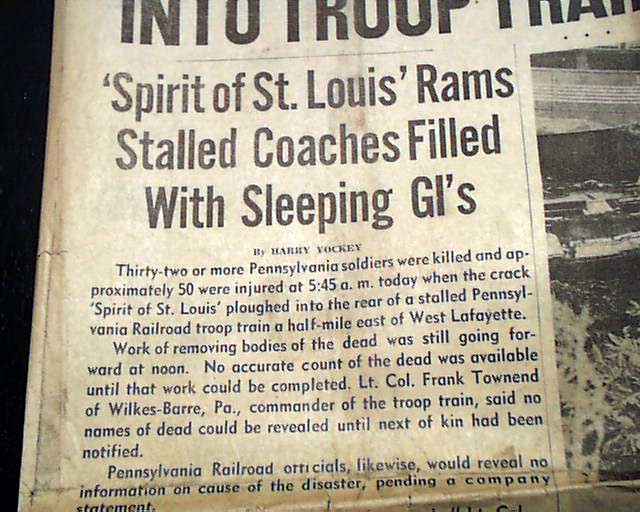 INTO TROOP TRAI
'Spirit of St. Louis' Rams
Stalled Coaches Filled
With Sleeping GI's
By HARRY YOCKEY
Thirty-two or more Pennsylvania soldiers were killed and ap-
proximately 50 were injured at 5:45 a. m. today when the crack
'Spirit of St. Louis' ploughed into the rear of a stalled Pennsyl-
vania Railroad troop train a half-mile east of West Lafayette.
Work of removing bodies of the dead was still going for-
ward at noon. No accurate count of the dead was available
until that work could be completed. Lt. Col. Frank Townend
of Wilkes-Barre, Pa., commander of the troop train, said no
names of dead could be revealed until next of kin had been
notified.
Pennsylvania Railroad officials, likewise, would reveal no
information on cause of the disaster, pending a company
statement.